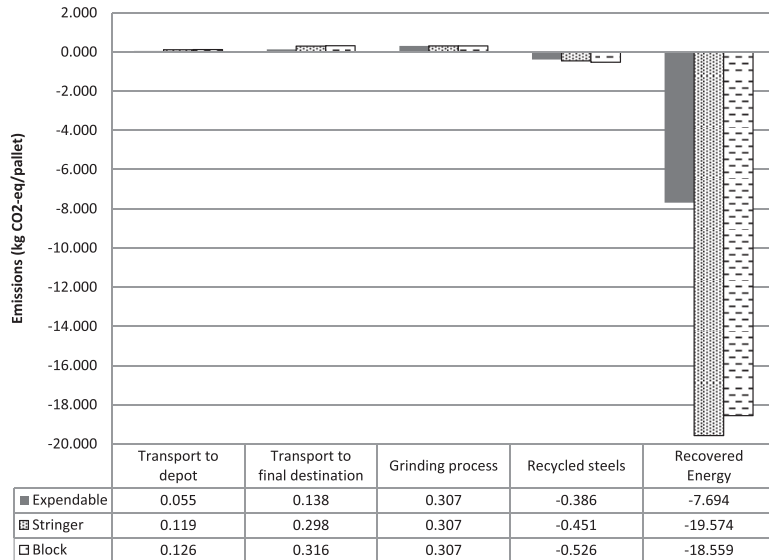 2.000
0.000
-2.000
-4.000
-6.000
-8.000
-10.000
-12.000
-14.000
-16.000
-18.000
-20.000
Emissions (kg CO2-eq/pallet)
Transport to
depot
Transport to
final destination
Grinding process
Recycled steels
Recovered
Energy
Expendable 0.055 0.138 0.307 -0.386 -7.694
Stringer 0.119 0.298 0.307 -0.451 -19.574
Block 0.126 0.316 0.307 -0.526 -18.559